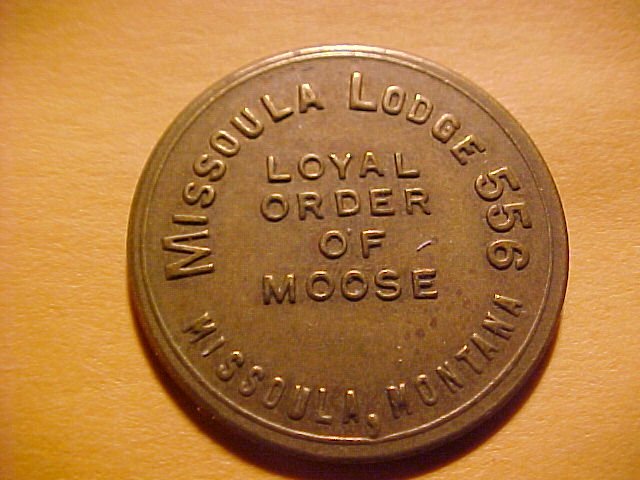 MISSOULA LODGE 556
LOYAL
ORDER
OF
MOOSE
MISSOULA, MONTANA